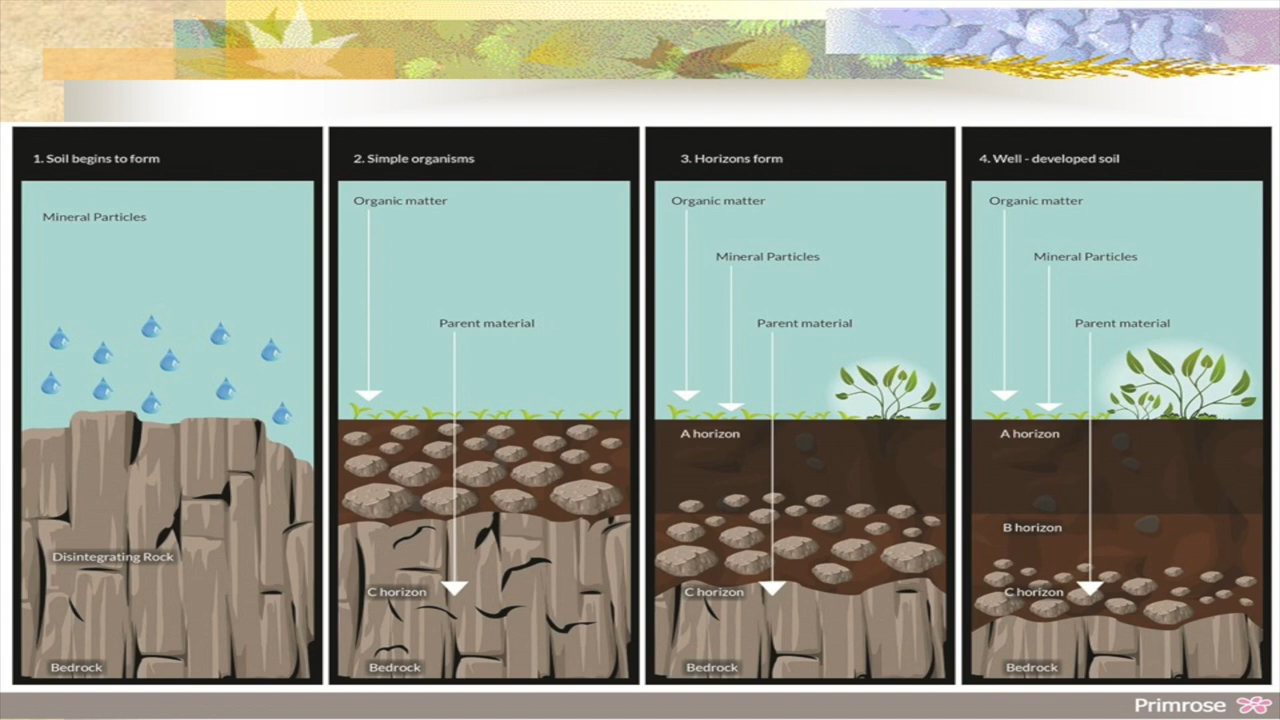 1. Soil begins to form
Mineral Particles
Disintegrating Rock
Bedrock
2. Simple organisms
Organic matter
Parent material
C horizon
Bedrock
3. Horizons form
Organic matter
Mineral Particles
Parent material
A horizon
C horizon
Bedrock
4. Well - developed soil
Organic matter
Mineral Particles
Parent material
A horizon
B horizon
C horizon
Bedrock
Primrose